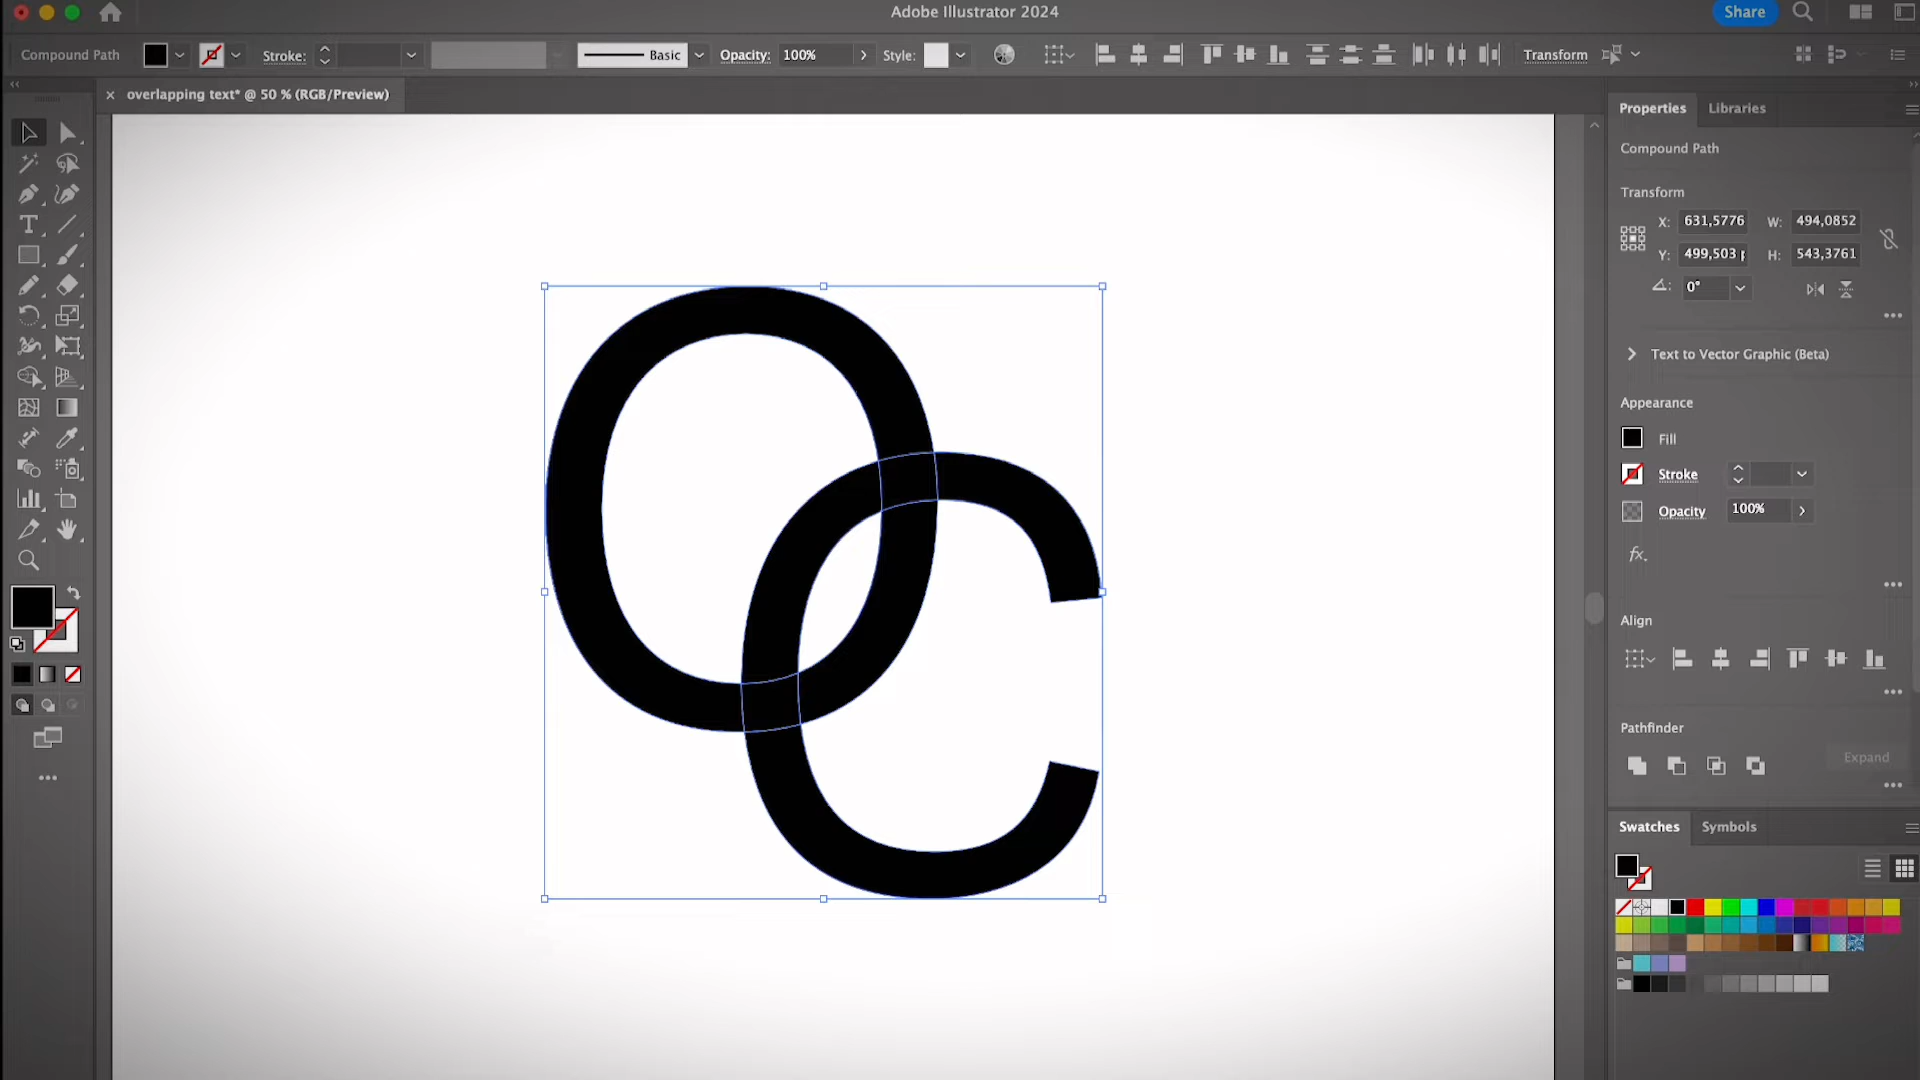 Adobe Illustrator 2024
Share
Compound Path
Stroke:
Basic
Opacity:
100%
Style:
Transform
× overlapping text* @ 50 % (RGB/Preview)
Properties
Libraries
Compound Path
Transform
X: 631,5776
W: 494,0852
Y: 499,503 p
H: 543,3761
0°
Text to Vector Graphic (Beta)
Appearance
Fill
Stroke
Opacity
100%
fx.
Align
Pathfinder
Expand
Swatches
Symbols
OC